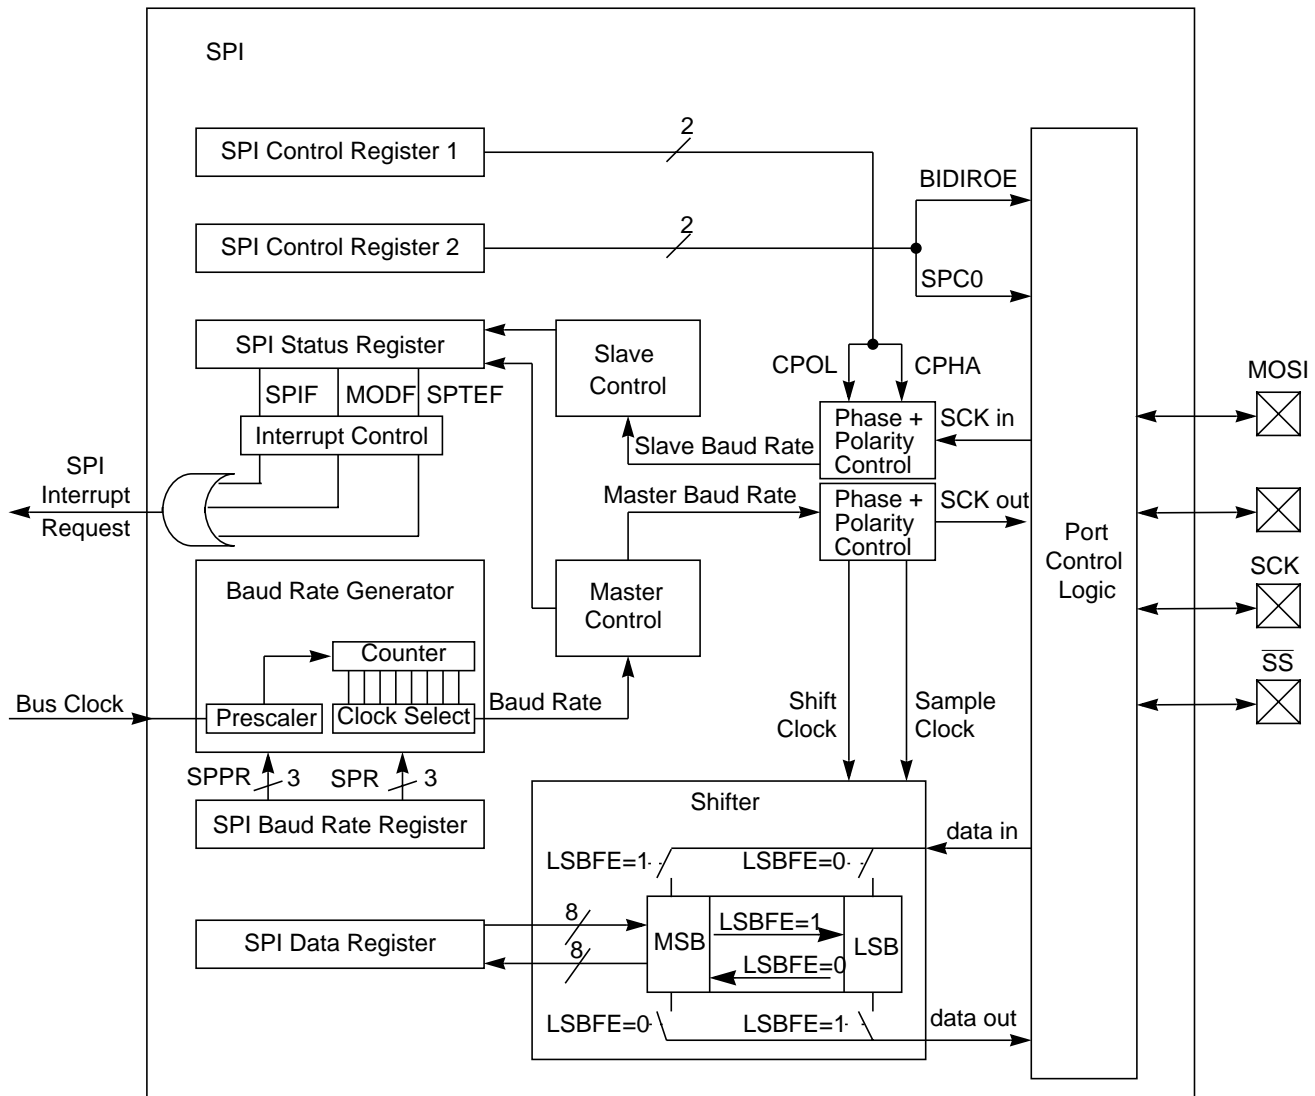 SPI
SPI Control Register 1
2
BIDIROE
SPI Control Register 2
2
SPC0
SPI Status Register
Slave
Control
CPOL
CPHA
MOSI
SPIF
MODF
SPTEF
Interrupt Control
Phase +
Polarity
Control
SCK in
Slave Baud Rate
SPI
Interrupt
Request
Master Baud Rate
Phase +
Polarity
Control
SCK out
Port
Control
Logic
SCK
Baud Rate Generator
Master
Control
Counter
SS
Bus Clock
Prescaler
Clock Select
Baud Rate
Shift
Clock
Sample
Clock
SPPR
3
SPR
3
SPI Baud Rate Register
Shifter
data in
LSBFE=1
LSBFE=0
8
SPI Data Register
8
MSB
LSBFE=1
LSBFE=0
LSB
LSBFE=0
LSBFE=1
data out